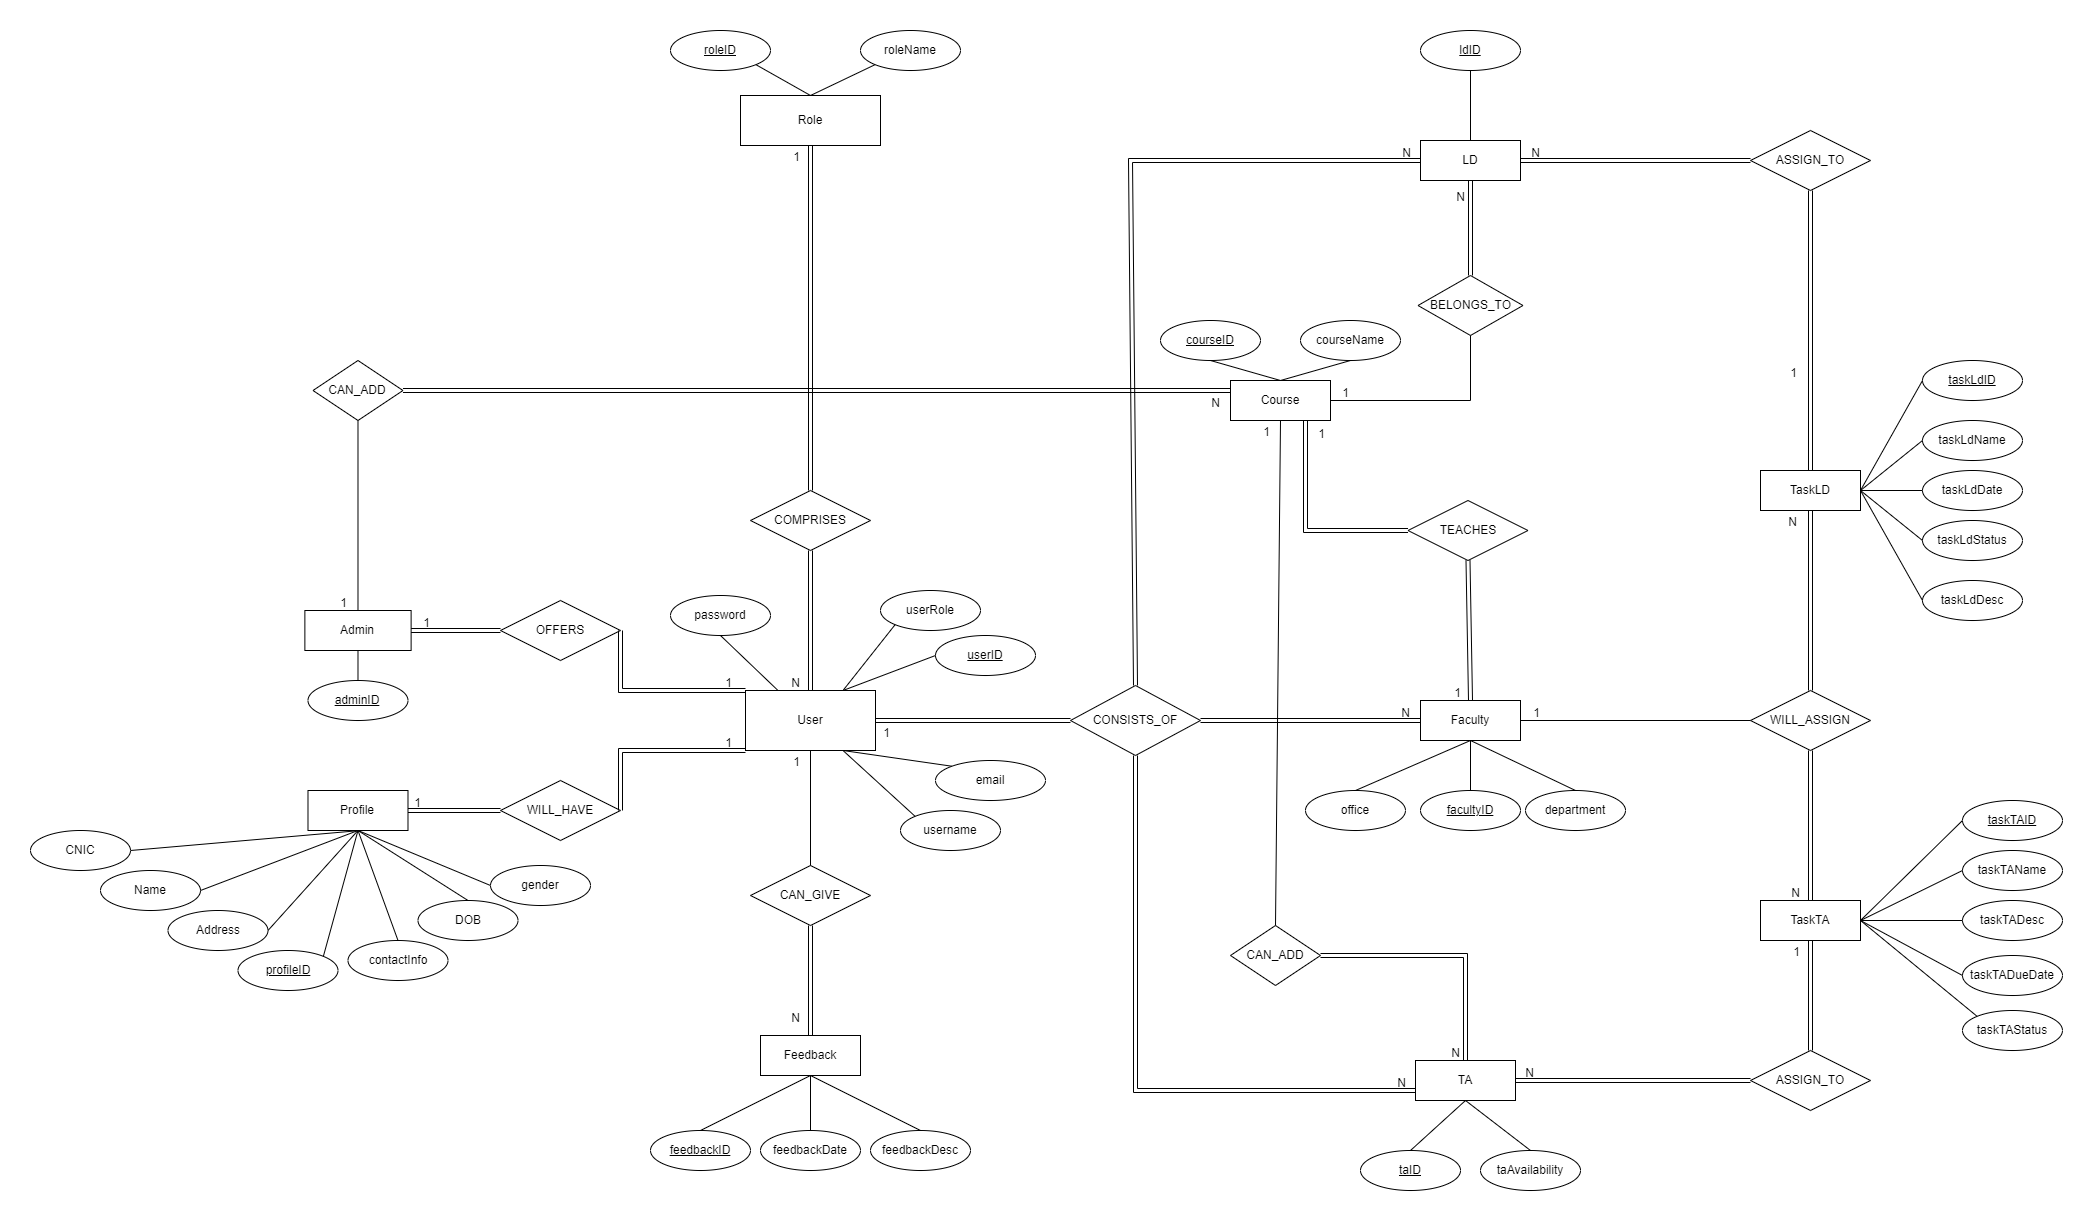 roleID
roleName
ldID
Role
1
N
LD
N
ASSIGN_TO
N
BELONGS_TO
courseID
courseName
CAN_ADD
Course
1
N
1
1
1
taskLdID
taskLdName
TaskLD
taskLdDate
N
taskLdStatus
taskLdDesc
COMPRISES
TEACHES
1
Admin
1
OFFERS
password
userRole
userID
adminID
1
N
User
1
1
1
CONSISTS_OF
1
N
Faculty
1
WILL_ASSIGN
email
username
office
facultyID
department
Profile
1
WILL_HAVE
CNIC
Name
Address
profileID
contactInfo
DOB
gender
CAN_GIVE
N
Feedback
feedbackID
feedbackDate
feedbackDesc
CAN_ADD
N
N
TA
N
taID
taAvailability
N
TaskTA
1
taskTAID
taskTAName
taskTADesc
taskTADueDate
taskTAStatus
ASSIGN_TO